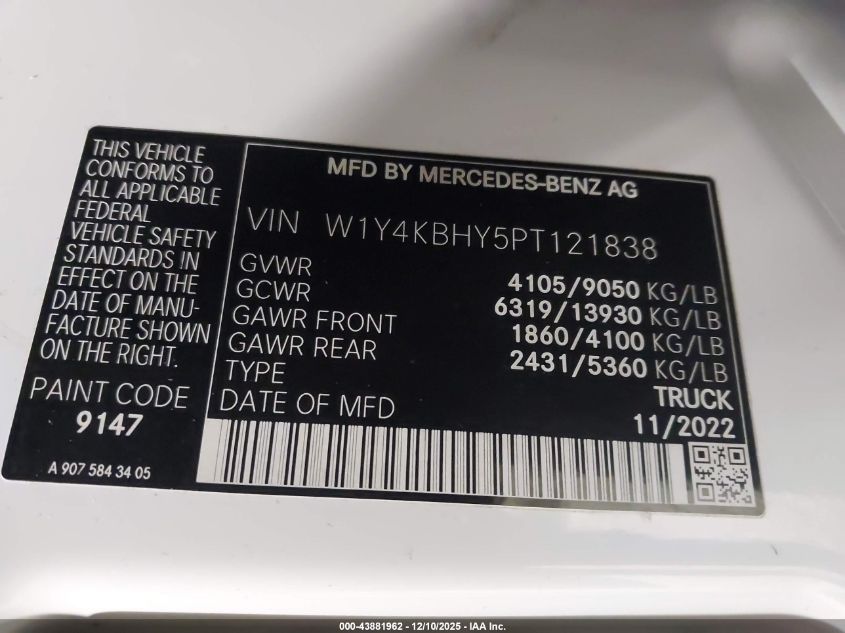 THIS VEHICLE
CONFORMS TO
ALL APPLICABLE
FEDERAL
VEHICLE SAFETY
STANDARDS IN
EFFECT ON THE
DATE OF MANU-
FACTURE SHOWN
ON THE RIGHT.
PAINT CODE
9147
A 907 584 34 05
MFD BY MERCEDES-BENZ AG
VIN W1Y4KBHY5PT121838
GVWR 4105/9050 KG/LB
GCWR 6319/13930 KG/LB
GAWR FRONT 1860/4100 KG/LB
GAWR REAR 2431/5360 KG/LB
TYPE TRUCK
DATE OF MFD 11/2022
000-43881962 - 12/10/2025 - IAA Inc.